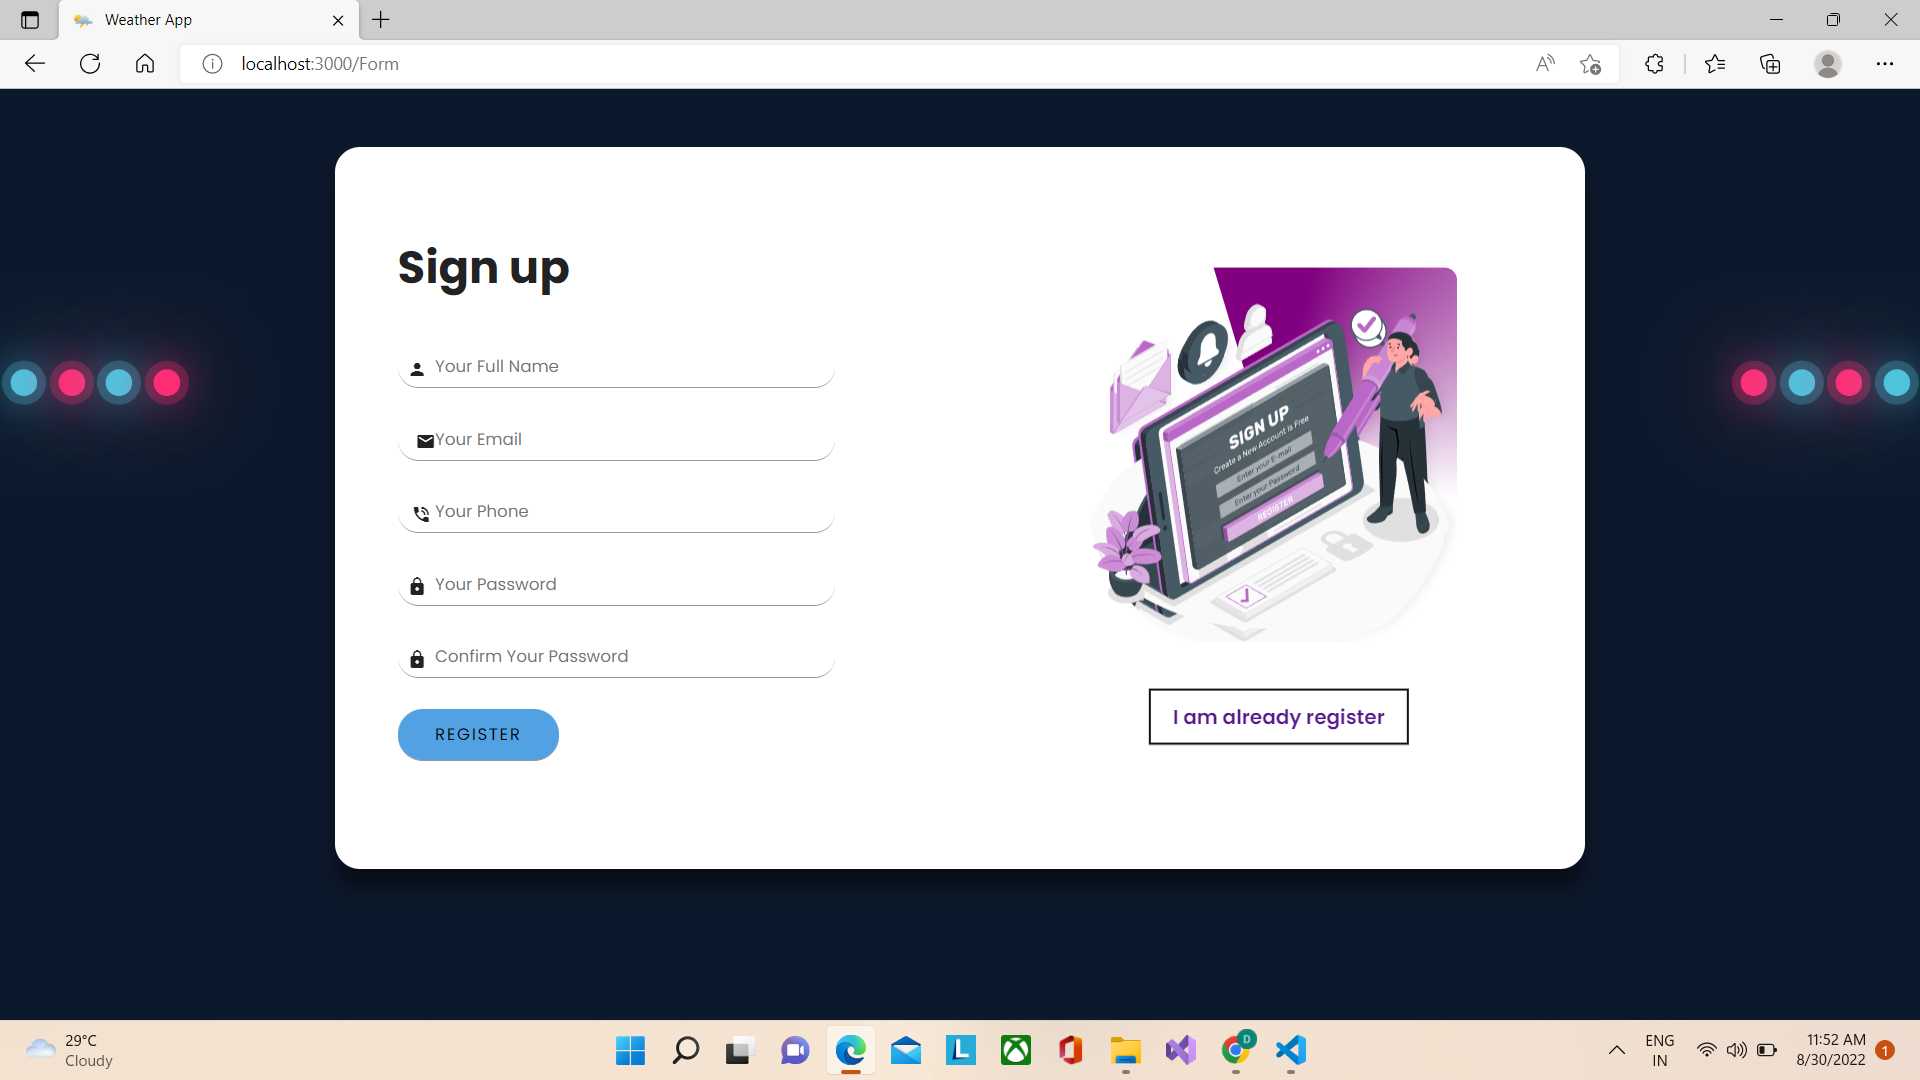 Weather App
localhost:3000/Form
Sign up
Your Full Name
Your Email
Your Phone
Your Password
Confirm Your Password
REGISTER
SIGN UP
Create a New Account is Free
Enter your E-mail
Enter your Password
REGISTER
I am already register
29°C
Cloudy
L
D
ENG
IN
11:52 AM
8/30/2022
1